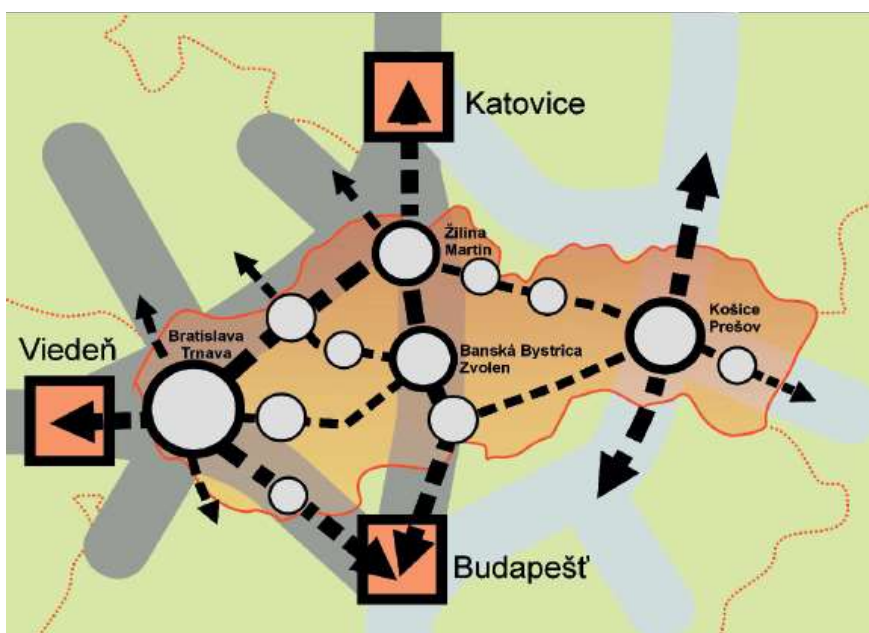 Katovice
Žilina
Martin
Košice
Prešov
Bratislava
Trnava
Viedeň
Banská Bystrica
Zvolen
Budapešť